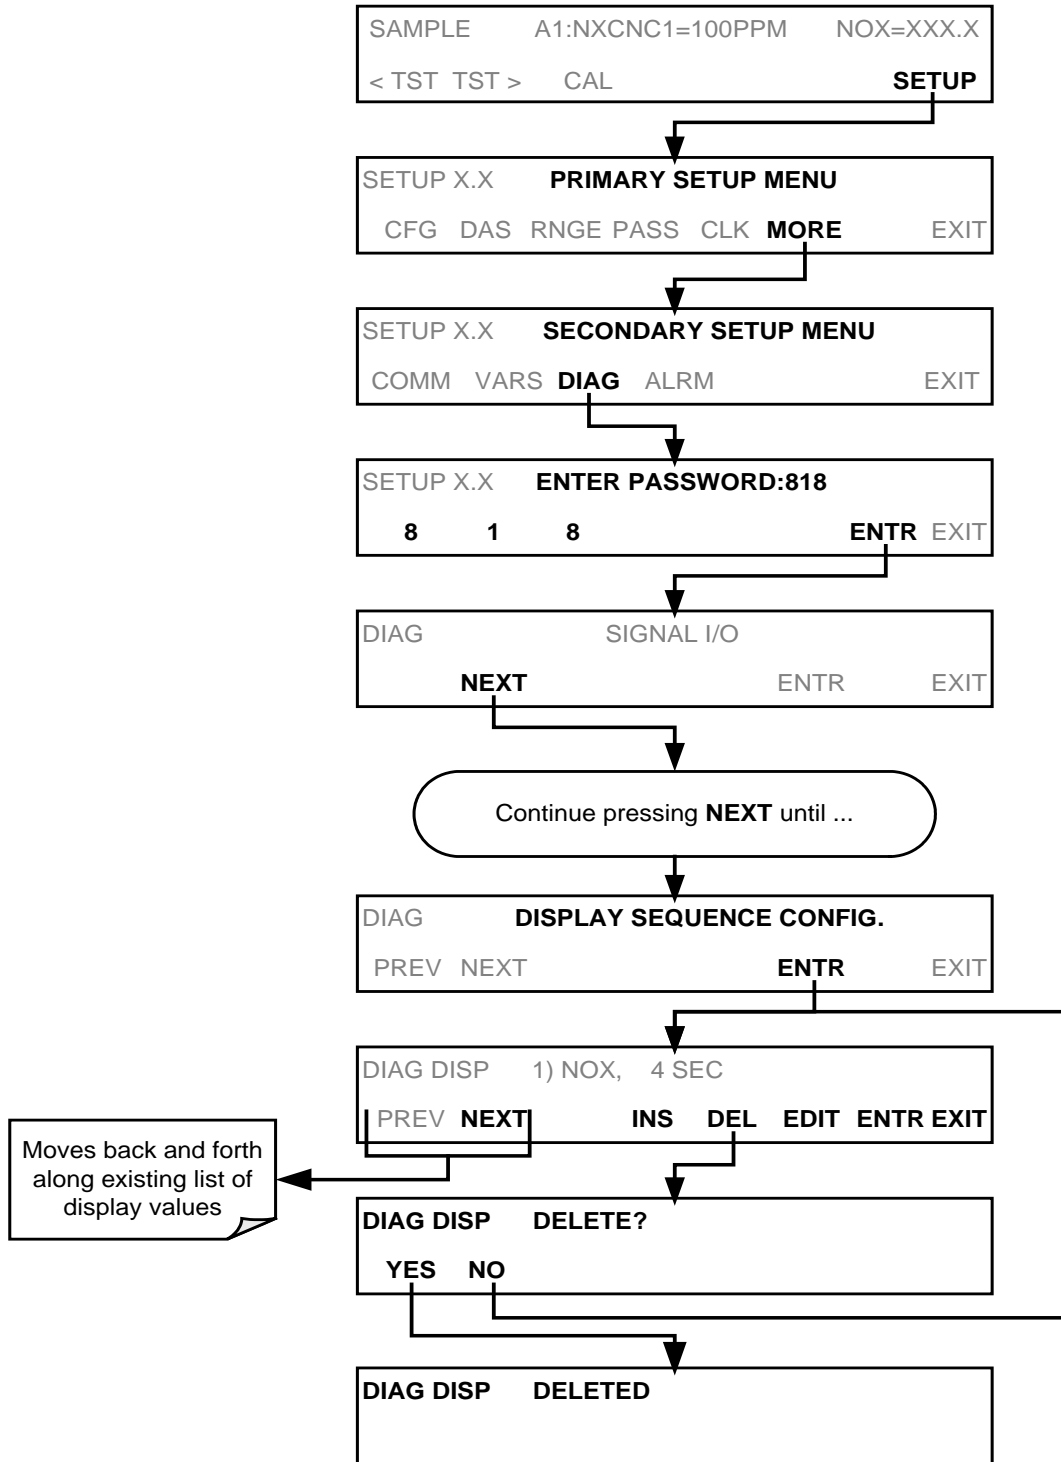 SAMPLE A1:NXCNC1=100PPM NOX=XXX.X
< TST TST > CAL SETUP
SETUP X.X PRIMARY SETUP MENU
CFG DAS RNGE PASS CLK MORE EXIT
SETUP X.X SECONDARY SETUP MENU
COMM VARS DIAG ALRM EXIT
SETUP X.X ENTER PASSWORD:818
8 1 8 ENTR EXIT
DIAG SIGNAL I/O
NEXT ENTR EXIT
Continue pressing NEXT until ...
DIAG DISPLAY SEQUENCE CONFIG.
PREV NEXT ENTR EXIT
DIAG DISP 1) NOX, 4 SEC
PREV NEXT INS DEL EDIT ENTR EXIT
Moves back and forth
along existing list of
display values
DIAG DISP DELETE?
YES NO
DIAG DISP DELETED